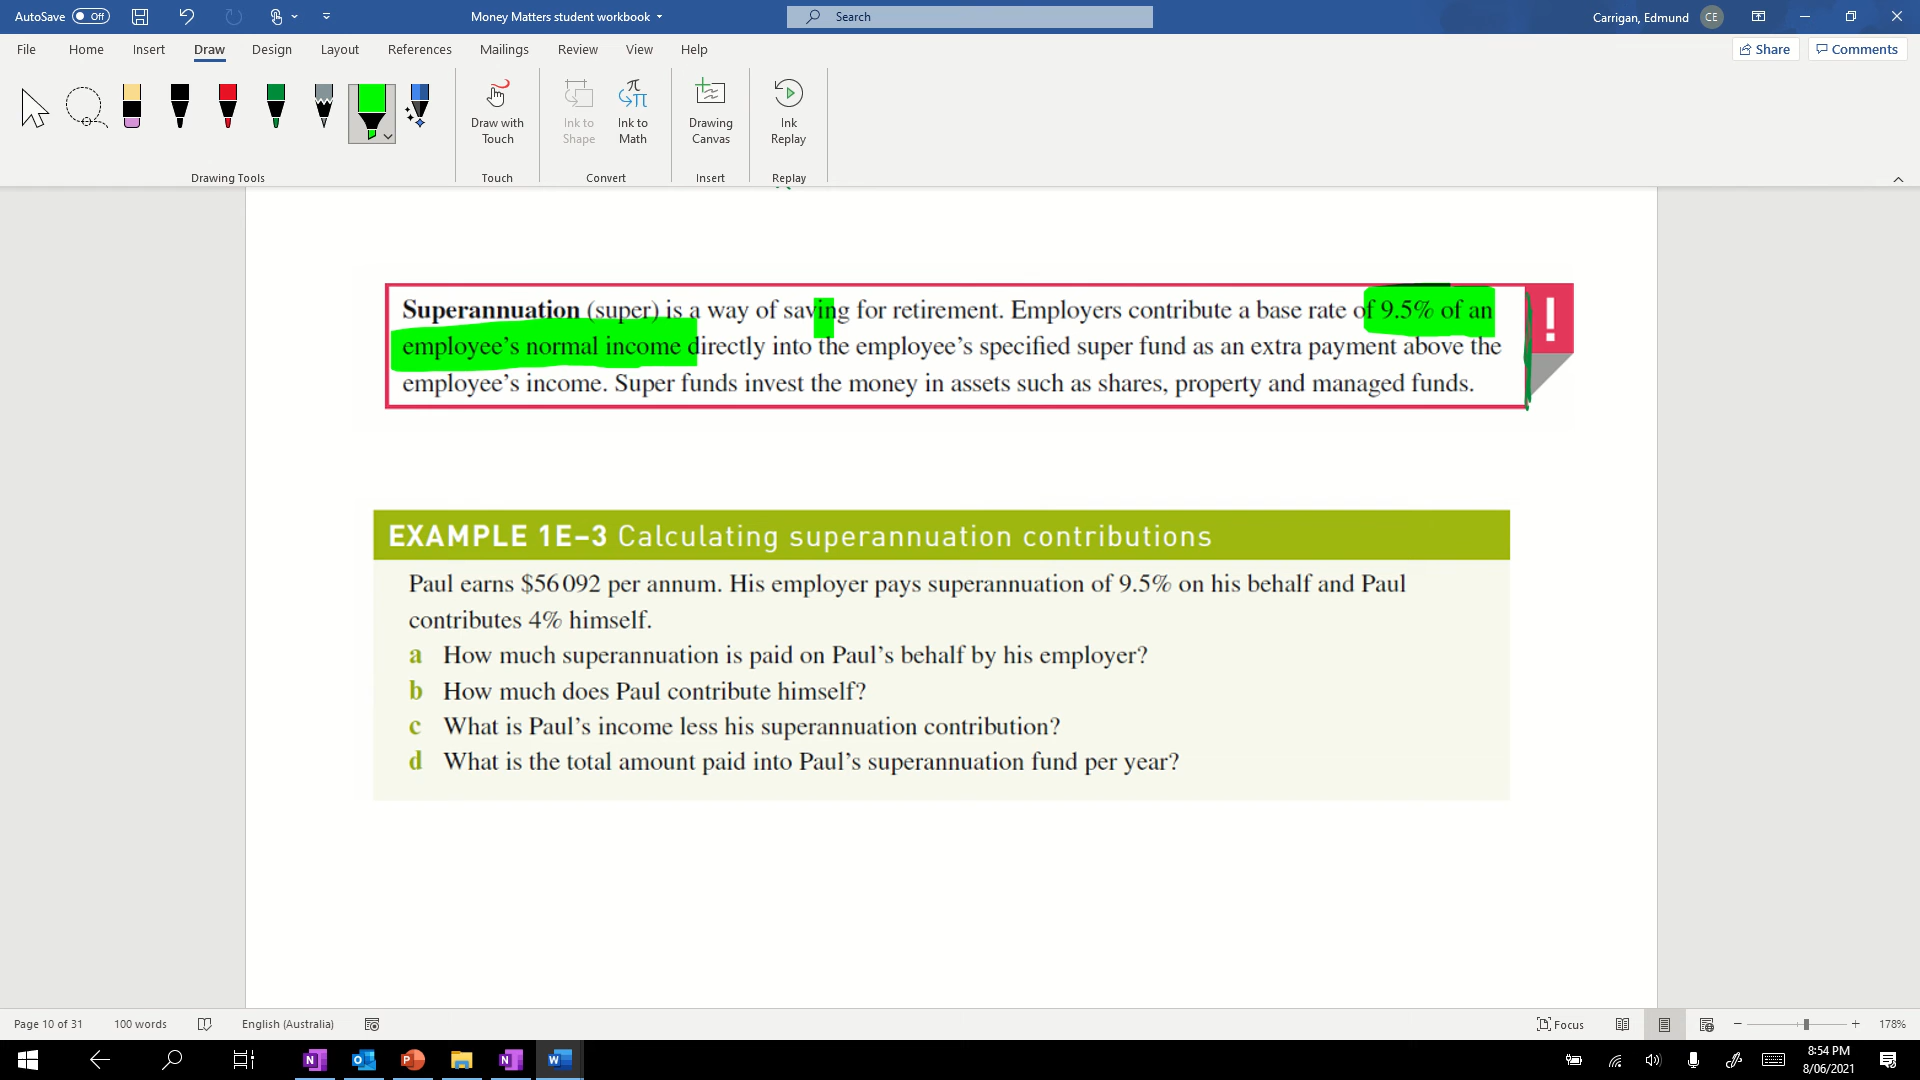 AutoSave Off Money Matters student workbook Search Carrigan, Edmund CE
File Home Insert Draw Design Layout References Mailings Review View Help Share Comments
Draw with Touch
Ink to Shape
Ink to Math
Drawing Canvas
Ink Replay
Drawing Tools Touch Convert Insert Replay
Superannuation (super) is a way of saving for retirement. Employers contribute a base rate of 9.5% of an
employee's normal income directly into the employee's specified super fund as an extra payment above the
employee's income. Super funds invest the money in assets such as shares, property and managed funds.
!
EXAMPLE 1E–3 Calculating superannuation contributions
Paul earns $56 092 per annum. His employer pays superannuation of 9.5% on his behalf and Paul
contributes 4% himself.
a How much superannuation is paid on Paul's behalf by his employer?
b How much does Paul contribute himself?
c What is Paul's income less his superannuation contribution?
d What is the total amount paid into Paul's superannuation fund per year?
Page 10 of 31 100 words English (Australia) Focus 178%
8:54 PM
8/06/2021